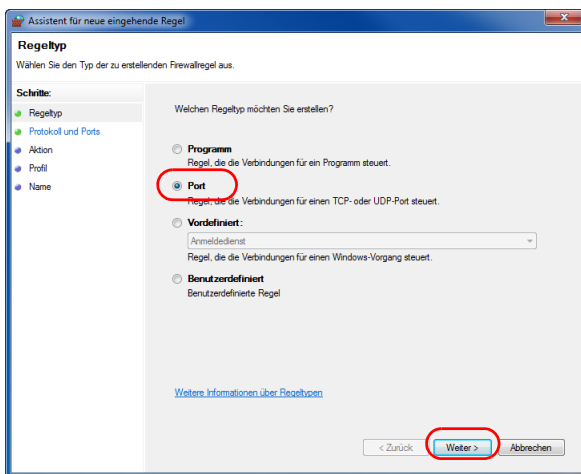 Assistent für neue eingehende Regel
Regeltyp
Wählen Sie den Typ der zu erstellenden Firewallregel aus.
Schritte:
Regeltyp
Protokoll und Ports
Aktion
Profil
Name
Welchen Regeltyp möchten Sie erstellen?
Programm
Regel, die die Verbindungen für ein Programm steuert.
Port
Regel, die die Verbindungen für einen TCP- oder UDP-Port steuert.
Vordefiniert:
Anmeldedienst
Regel, die die Verbindungen für einen Windows-Vorgang steuert.
Benutzerdefiniert
Benutzerdefinierte Regel
Weitere Informationen über Regeltypen
< Zurück
Weiter >
Abbrechen